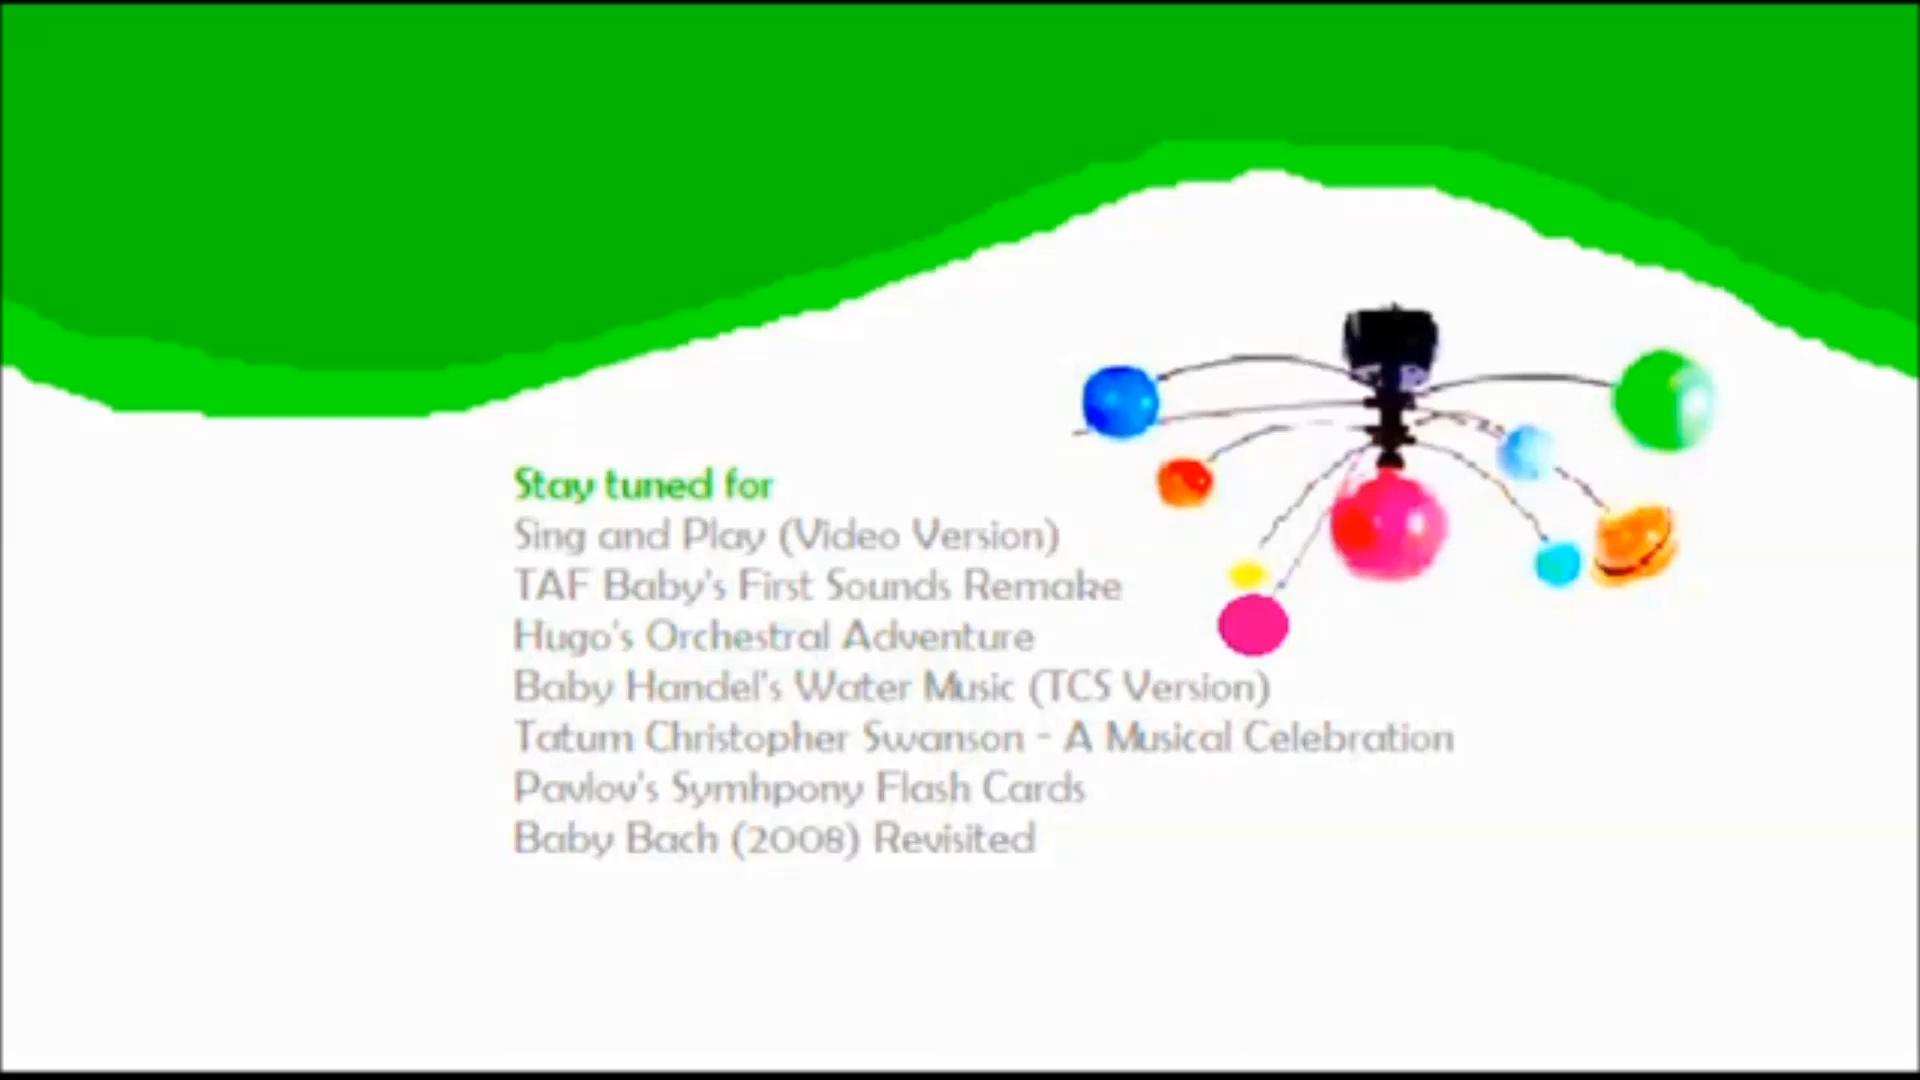 Stay tuned for
Sing and Play (Video Version)
TAF Baby's First Sounds Remake
Hugo's Orchestral Adventure
Baby Handel's Water Music (TCS Version)
Tatum Christopher Swanson - A Musical Celebration
Pavlov's Symhpony Flash Cards
Baby Bach (2008) Revisited